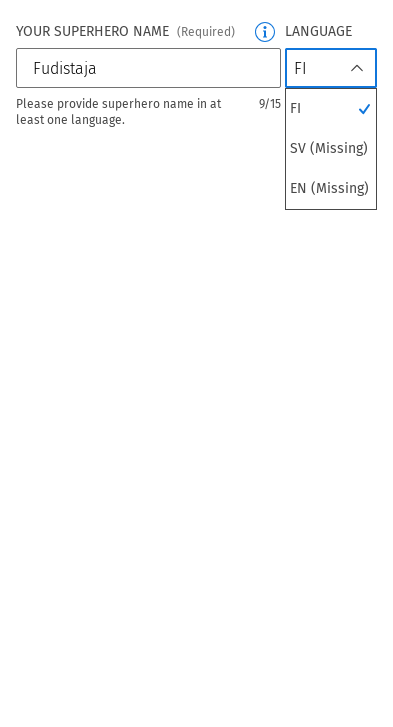 YOUR SUPERHERO NAME (Required) LANGUAGE
Fudistaja FI
Please provide superhero name in at 9/15
least one language.
FI
SV (Missing)
EN (Missing)